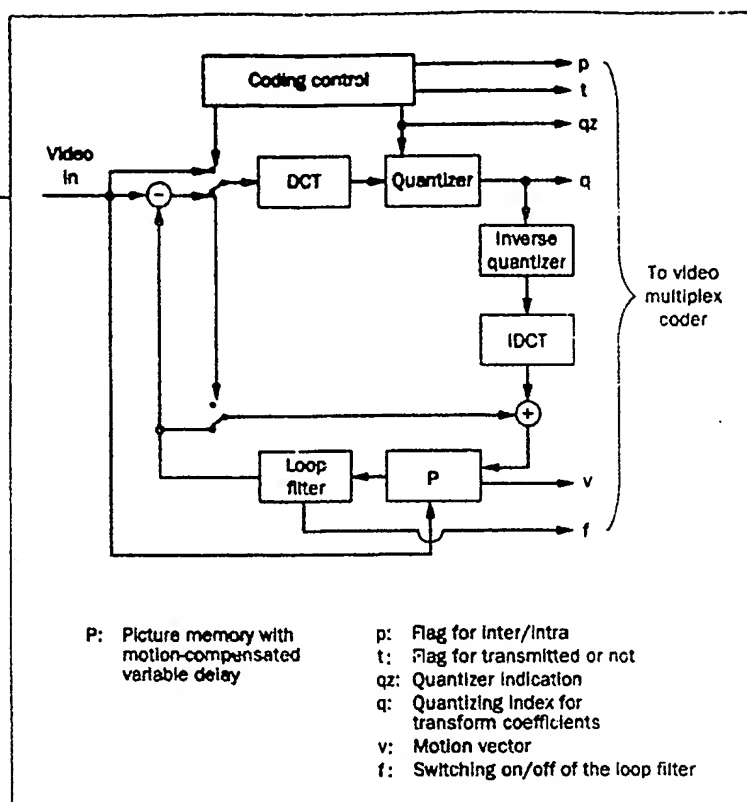 Coding control
p
t
qz
Video
in
−
DCT
Quantizer
q
Inverse
quantizer
To video
multiplex
coder
IDCT
+
Loop
filter
P
v
f
P: Picture memory with
motion-compensated
variable delay
p: Flag for inter/intra
t: Flag for transmitted or not
qz: Quantizer indication
q: Quantizing index for
transform coefficients
v: Motion vector
f: Switching on/off of the loop filter